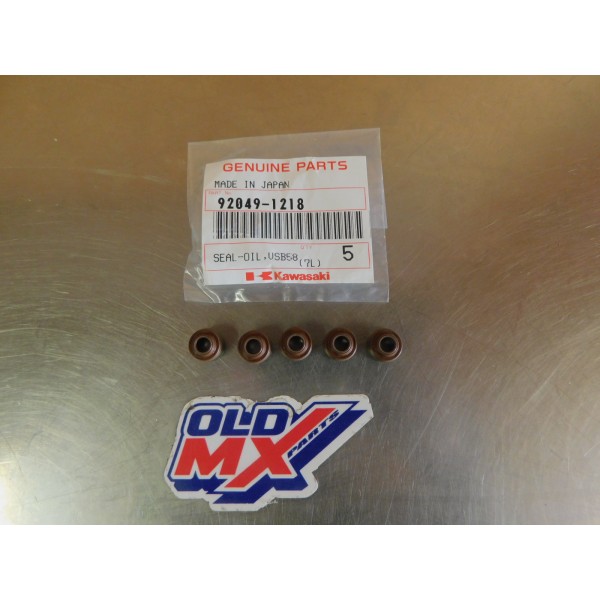 GENUINE PARTS
MADE IN JAPAN
92049-1218
SEAL-OIL,VSB58(7L) 5
Kawasaki
OLD
MX
PARTS